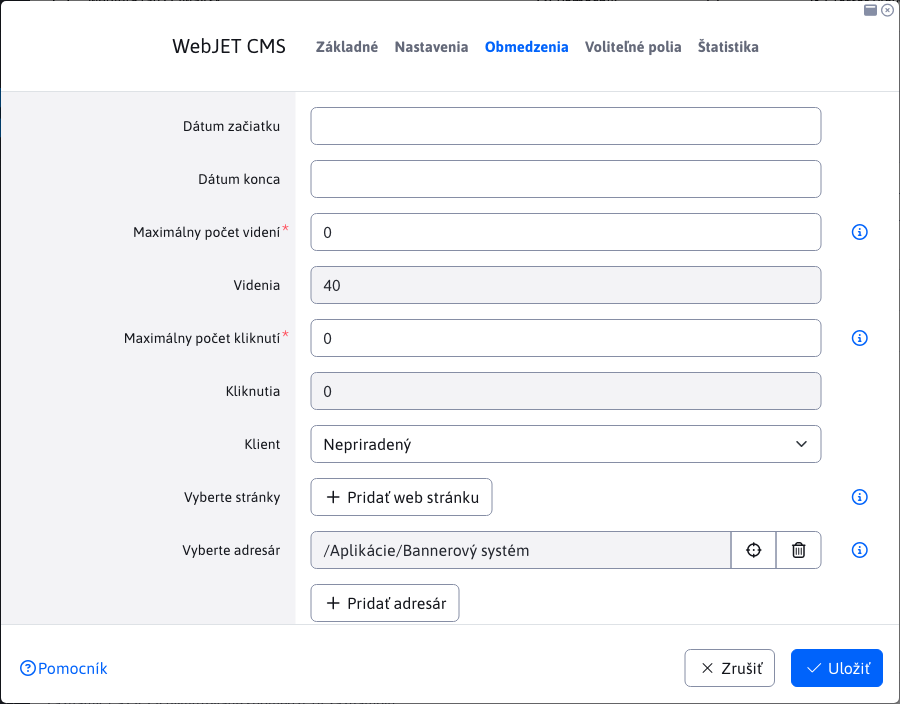 WebJET CMS
Základné Nastavenia Obmedzenia Voliteľné polia Štatistika
Dátum začiatku
Dátum konca
Maximálny počet videní* 0
Videnia 40
Maximálny počet kliknutí* 0
Kliknutia 0
Klient Nepriradený
Vyberte stránky Pridať web stránku
Vyberte adresár /Aplikácie/Bannerový systém
Pridať adresár
Pomocník Zrušiť Uložiť